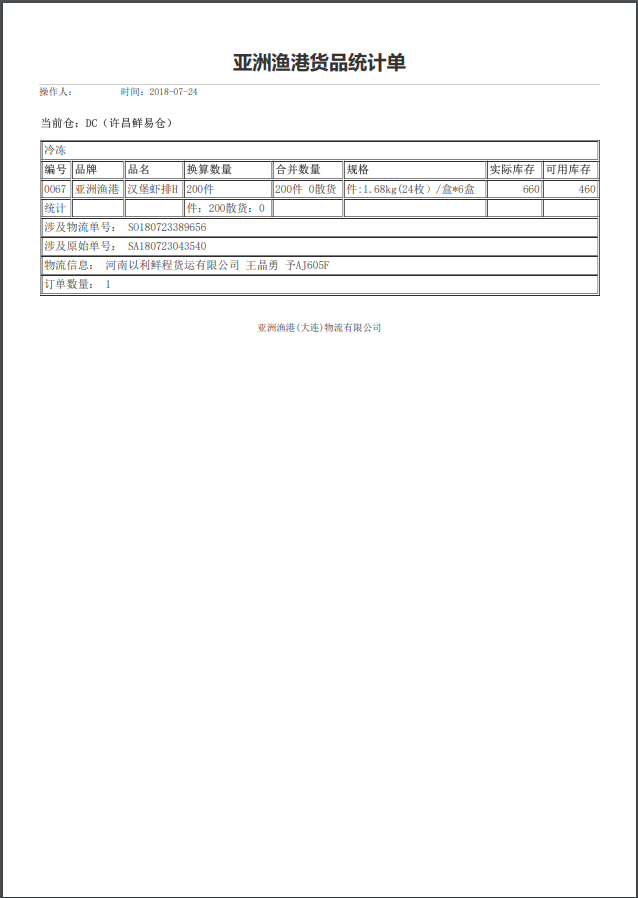 亚洲渔港货品统计单
操作人: 时间: 2018-07-24
当前仓: DC（许昌鲜易仓）
冷冻
编号 品牌 品名 换算数量 合并数量 规格 实际库存 可用库存
0067 亚洲渔港 汉堡虾排H 200件 200件 0散货 件:1.68kg(24枚）/盒*6盒 660 460
统计 件: 200散货: 0
涉及物流单号: SO180723389656
涉及原始单号: SA180723043540
物流信息: 河南以利鲜程货运有限公司 王晶勇 予AJ605F
订单数量: 1
亚洲渔港(大连)物流有限公司